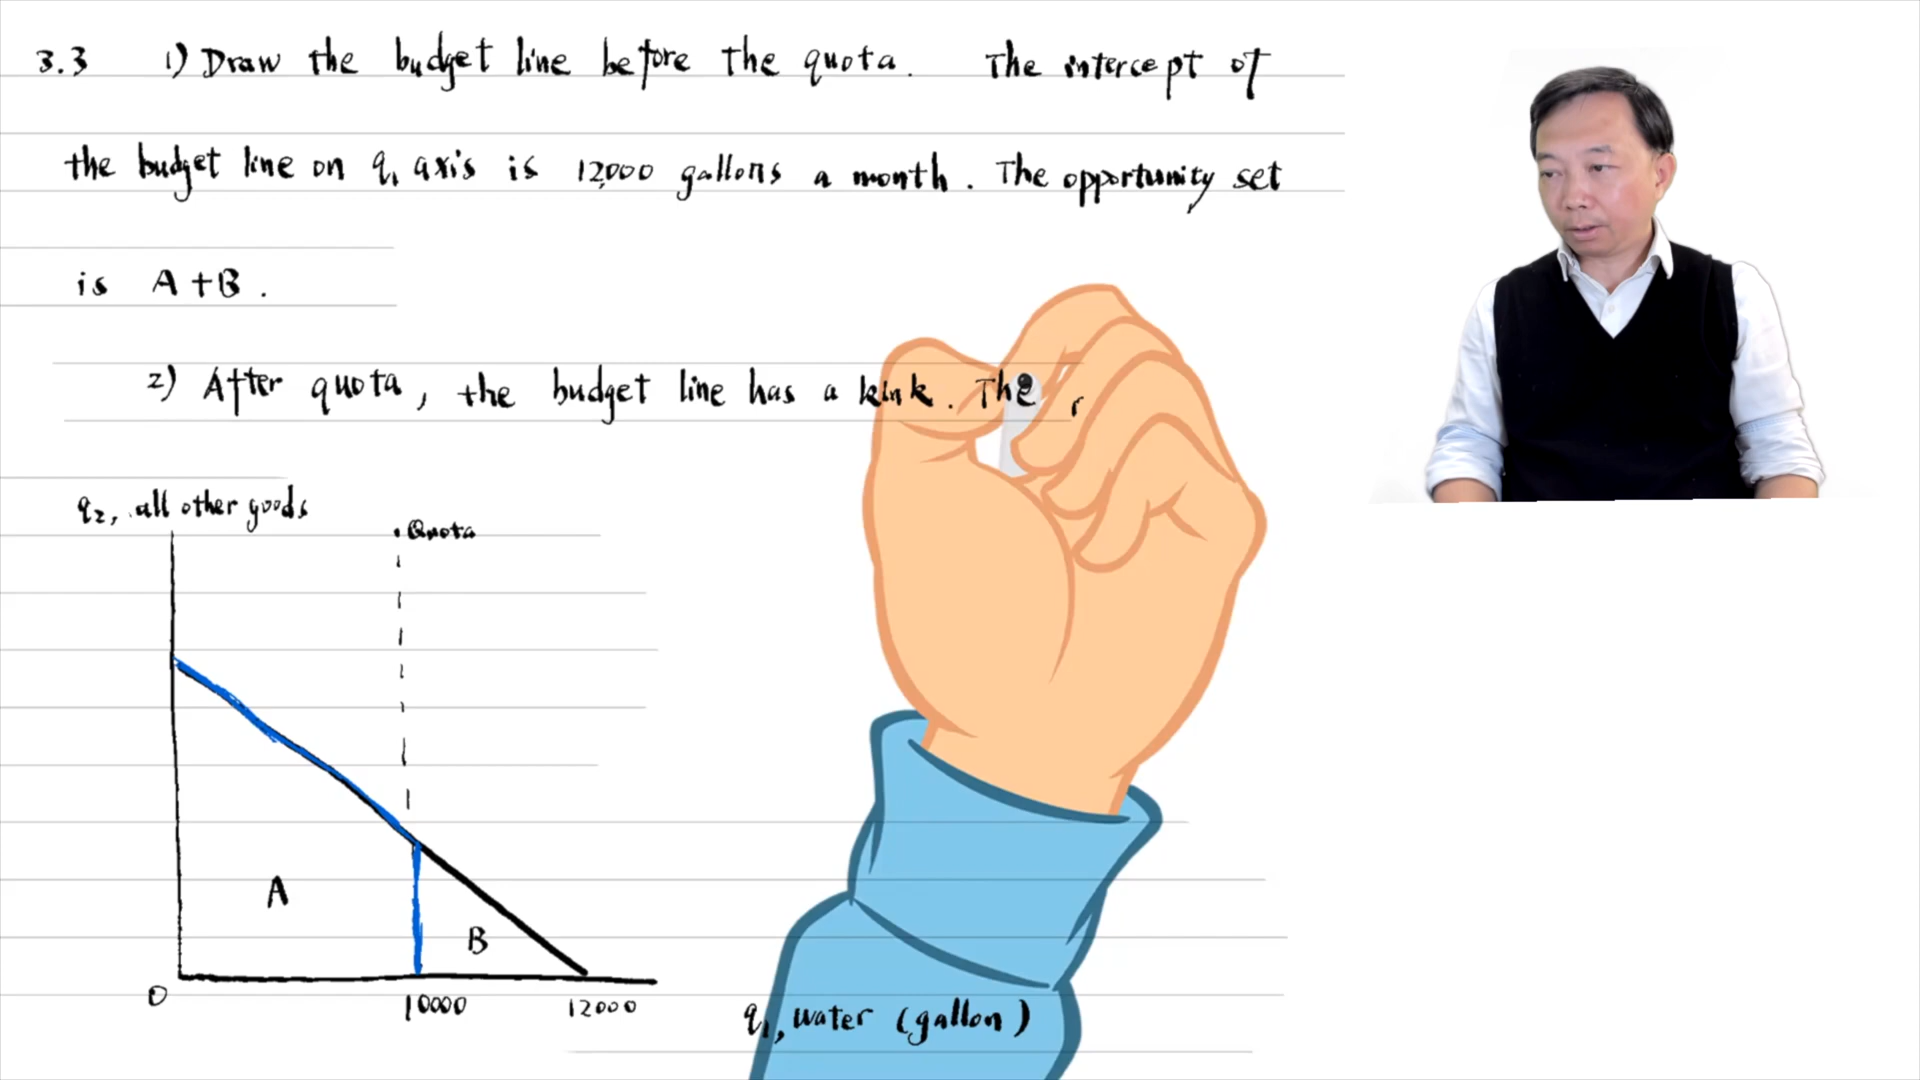 3.3 1) Draw the budget line before the quota. The intercept of
the budget line on q₁ axis is 12,000 gallons a month. The opportunity set
is A+B.
2) After quota, the budget line has a kink. The
q₂, all other goods
Quota
A
B
0 10000 12000 q₁, water (gallon)